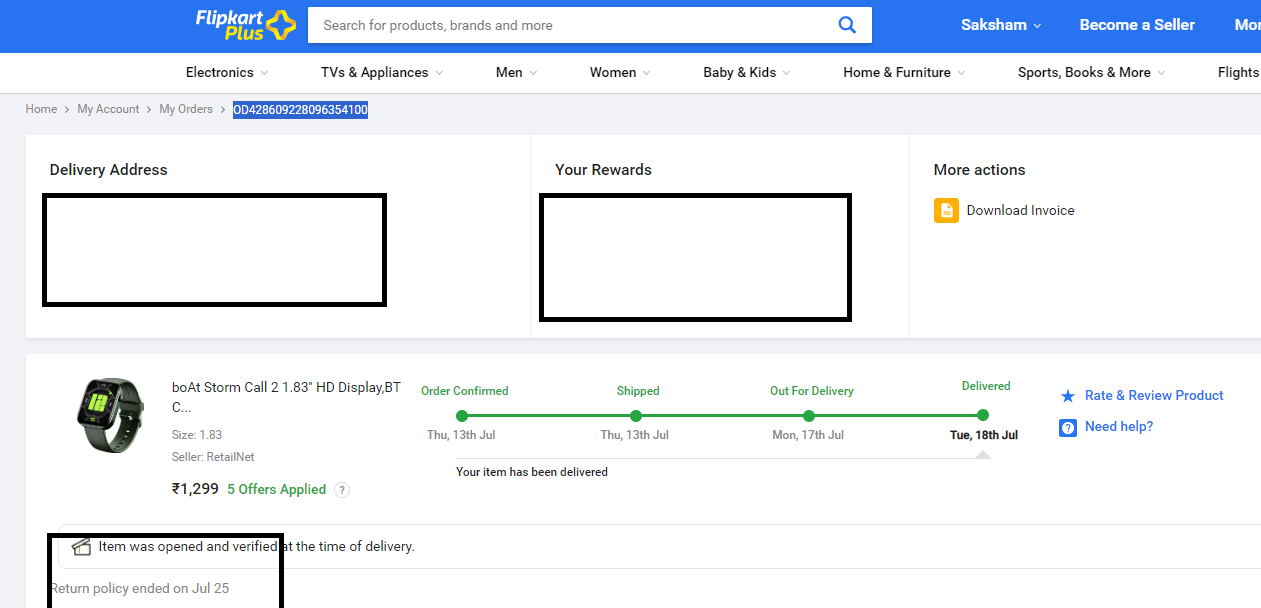 Flipkart
Plus
Search for products, brands and more
Saksham
Become a Seller
Mor
Electronics
TVs & Appliances
Men
Women
Baby & Kids
Home & Furniture
Sports, Books & More
Flights
Home > My Account > My Orders > OD428609228096354100
Delivery Address
Your Rewards
More actions
Download Invoice
boAt Storm Call 2 1.83" HD Display,BT
C...
Size: 1.83
Seller: RetailNet
₹1,299 5 Offers Applied ?
Order Confirmed
Shipped
Out For Delivery
Delivered
Thu, 13th Jul
Thu, 13th Jul
Mon, 17th Jul
Tue, 18th Jul
Your item has been delivered
Rate & Review Product
? Need help?
Item was opened and verified at the time of delivery.
Return policy ended on Jul 25